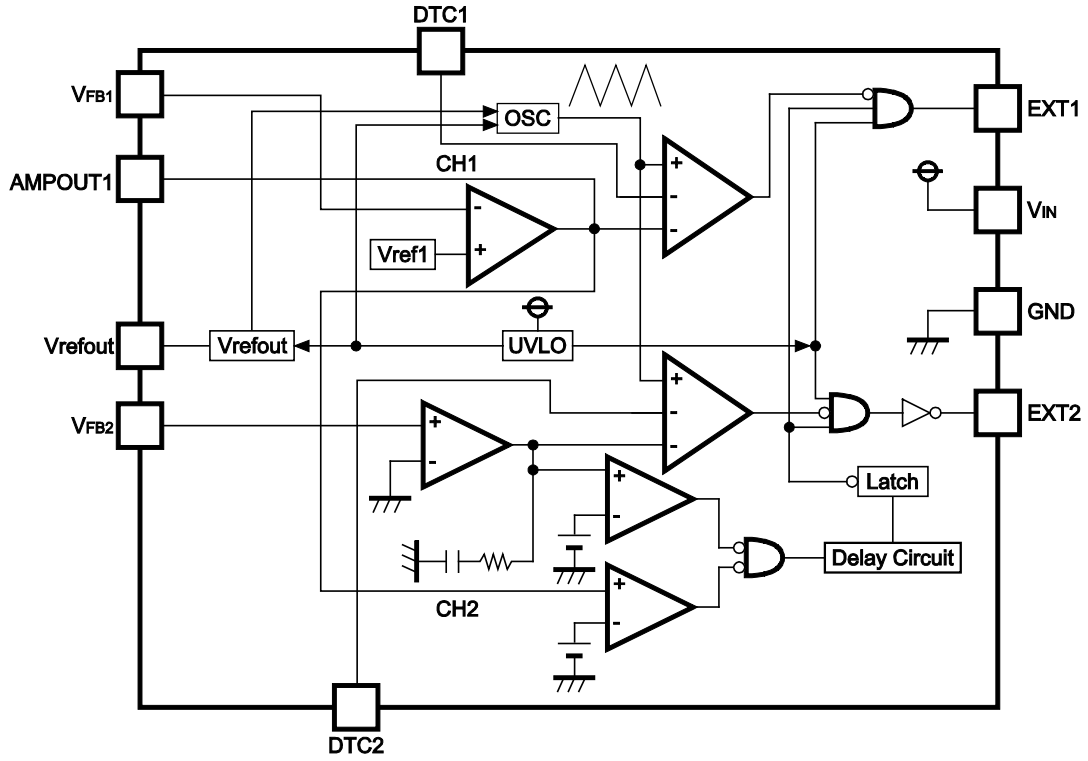 DTC1
VFB1
OSC
EXT1
CH1
AMPOUT1
+
-
-
-
+
Vref1
VIN
GND
Vrefout
Vrefout
UVLO
+
-
-
EXT2
VFB2
+
-
Latch
+
-
Delay Circuit
+
-
CH2
DTC2